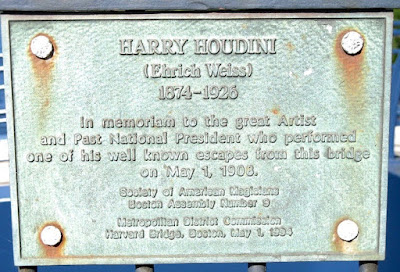 HARRY HOUDINI
(Ehrich Weiss)
1874-1926
In memoriam to the great Artist
and Past National President who performed
one of his well known escapes from this bridge
on May 1, 1908.
Society of American Magicians
Boston Assembly Number 9
Metropolitan District Commission
Harvard Bridge, Boston, May 1, 1994